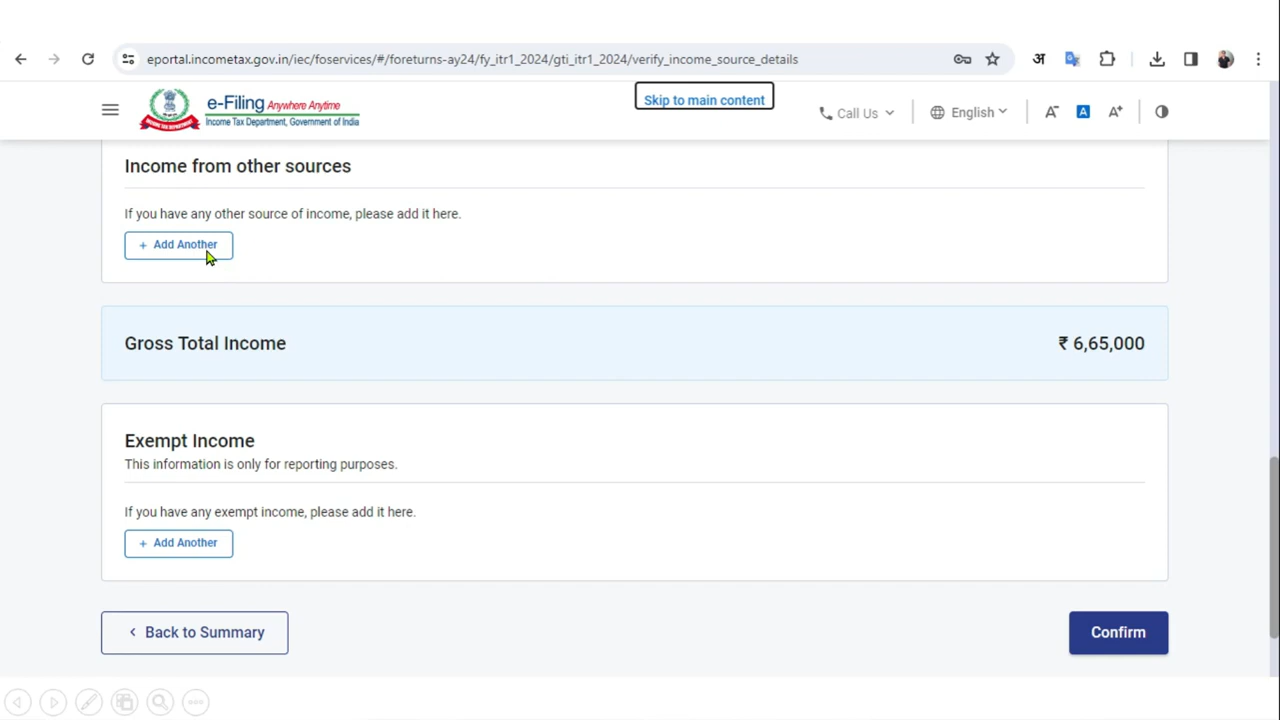 eportal.incometax.gov.in/iec/foservices/#/foreturns-ay24/fy_itr1_2024/gti_itr1_2024/verify_income_source_details
अ
e-Filing Anywhere Anytime
Income Tax Department, Government of India
Skip to main content
Call Us
English
A-
A
A+
Income from other sources
If you have any other source of income, please add it here.
+ Add Another
Gross Total Income ₹ 6,65,000
Exempt Income
This information is only for reporting purposes.
If you have any exempt income, please add it here.
+ Add Another
< Back to Summary
Confirm